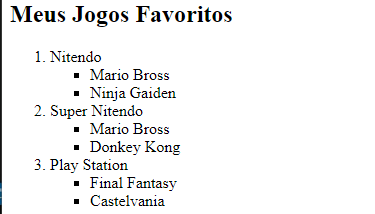 Meus Jogos Favoritos
1. Nitendo
▪ Mario Bross
▪ Ninja Gaiden
2. Super Nitendo
▪ Mario Bross
▪ Donkey Kong
3. Play Station
▪ Final Fantasy
▪ Castelvania